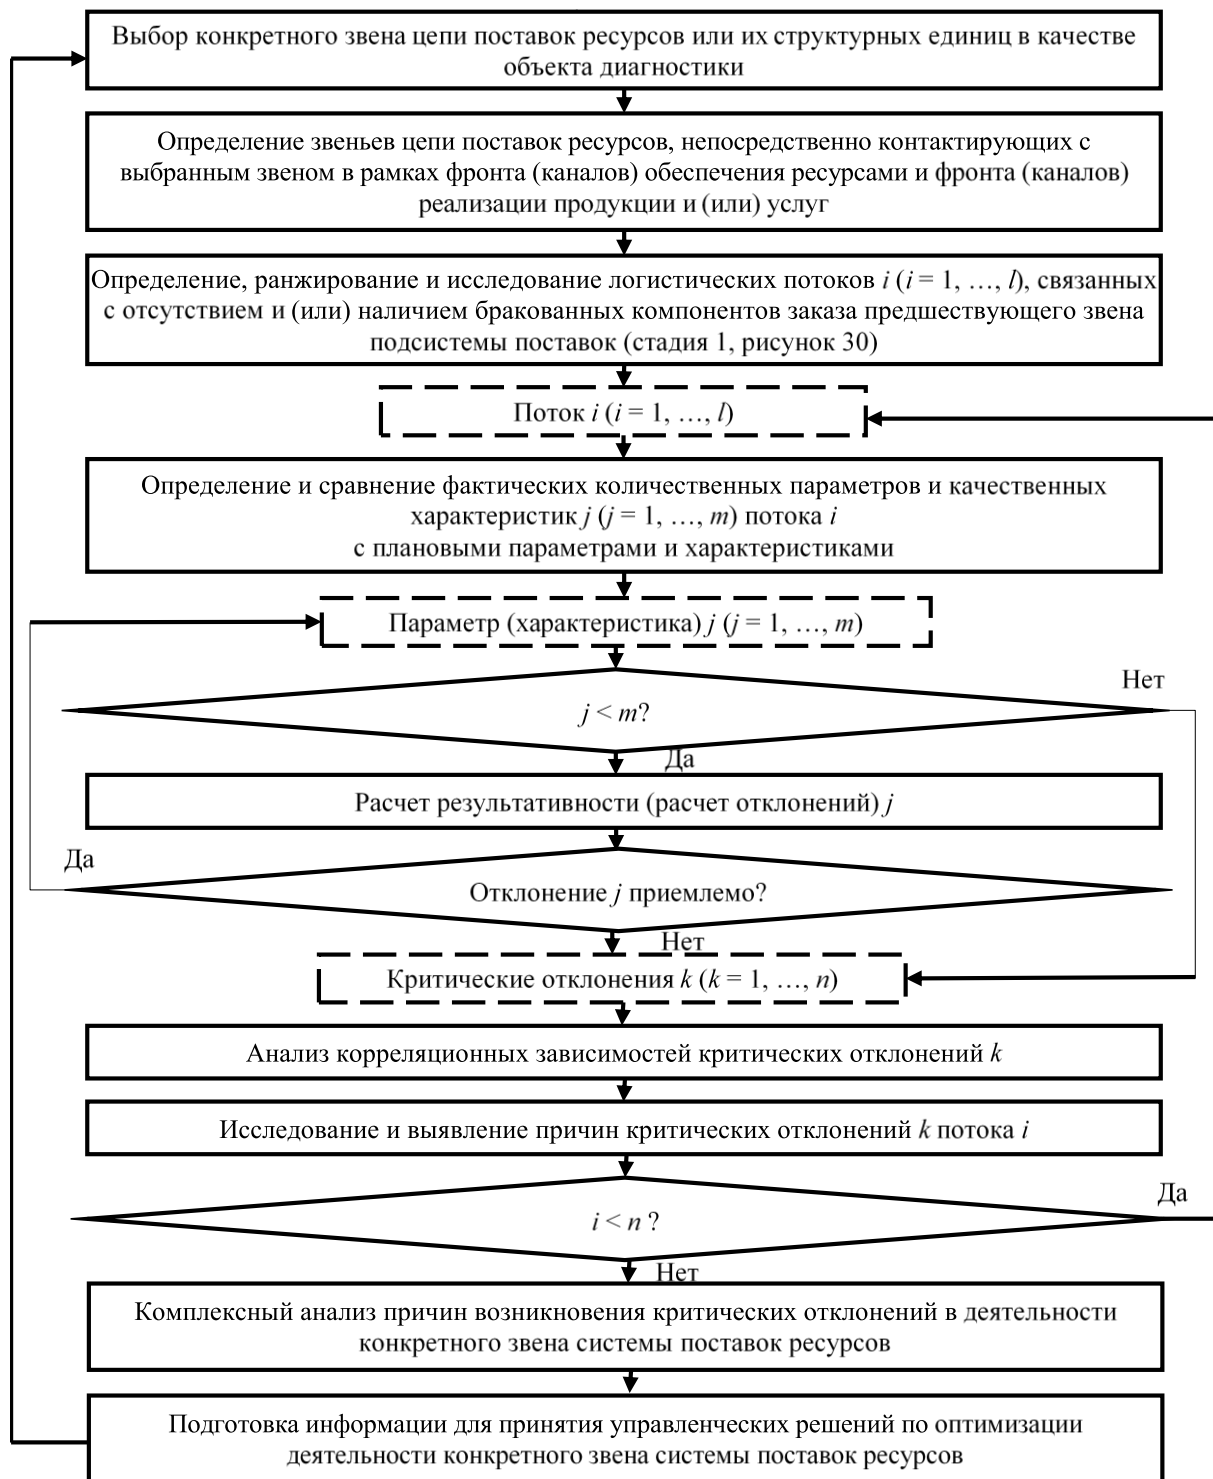 Выбор конкретного звена цепи поставок ресурсов или их структурных единиц в качестве
объекта диагностики
Определение звеньев цепи поставок ресурсов, непосредственно контактирующих с
выбранным звеном в рамках фронта (каналов) обеспечения ресурсами и фронта (каналов)
реализации продукции и (или) услуг
Определение, ранжирование и исследование логистических потоков i (i = 1, …, l), связанных
с отсутствием и (или) наличием бракованных компонентов заказа предшествующего звена
подсистемы поставок (стадия 1, рисунок 30)
Поток i (i = 1, …, l)
Определение и сравнение фактических количественных параметров и качественных
характеристик j (j = 1, …, m) потока i
с плановыми параметрами и характеристиками
Параметр (характеристика) j (j = 1, …, m)
Нет
j < m?
Да
Расчет результативности (расчет отклонений) j
Да
Отклонение j приемлемо?
Нет
Критические отклонения k (k = 1, …, n)
Анализ корреляционных зависимостей критических отклонений k
Исследование и выявление причин критических отклонений k потока i
Да
i < n ?
Нет
Комплексный анализ причин возникновения критических отклонений в деятельности
конкретного звена системы поставок ресурсов
Подготовка информации для принятия управленческих решений по оптимизации
деятельности конкретного звена системы поставок ресурсов